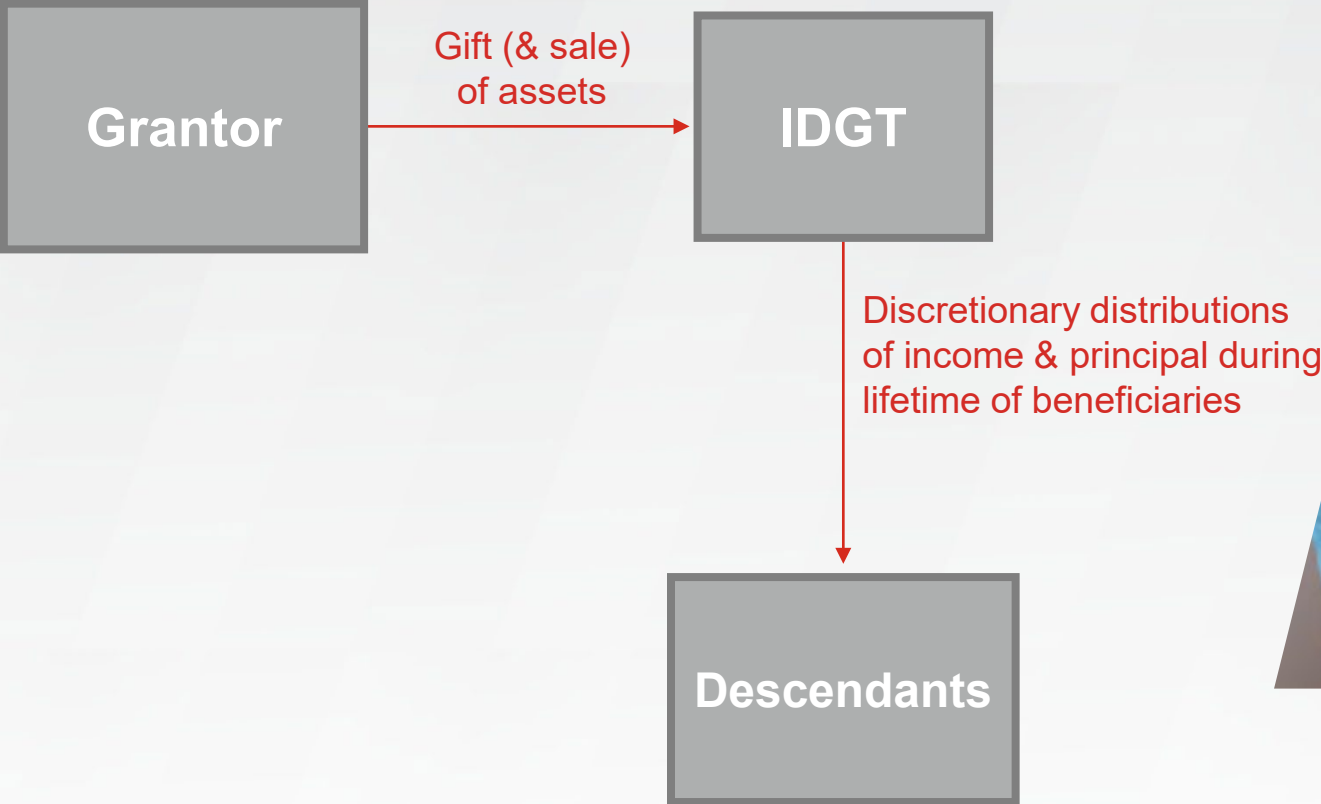 Gift (& sale)
of assets
Grantor
IDGT
Discretionary distributions
of income & principal during
lifetime of beneficiaries
Descendants